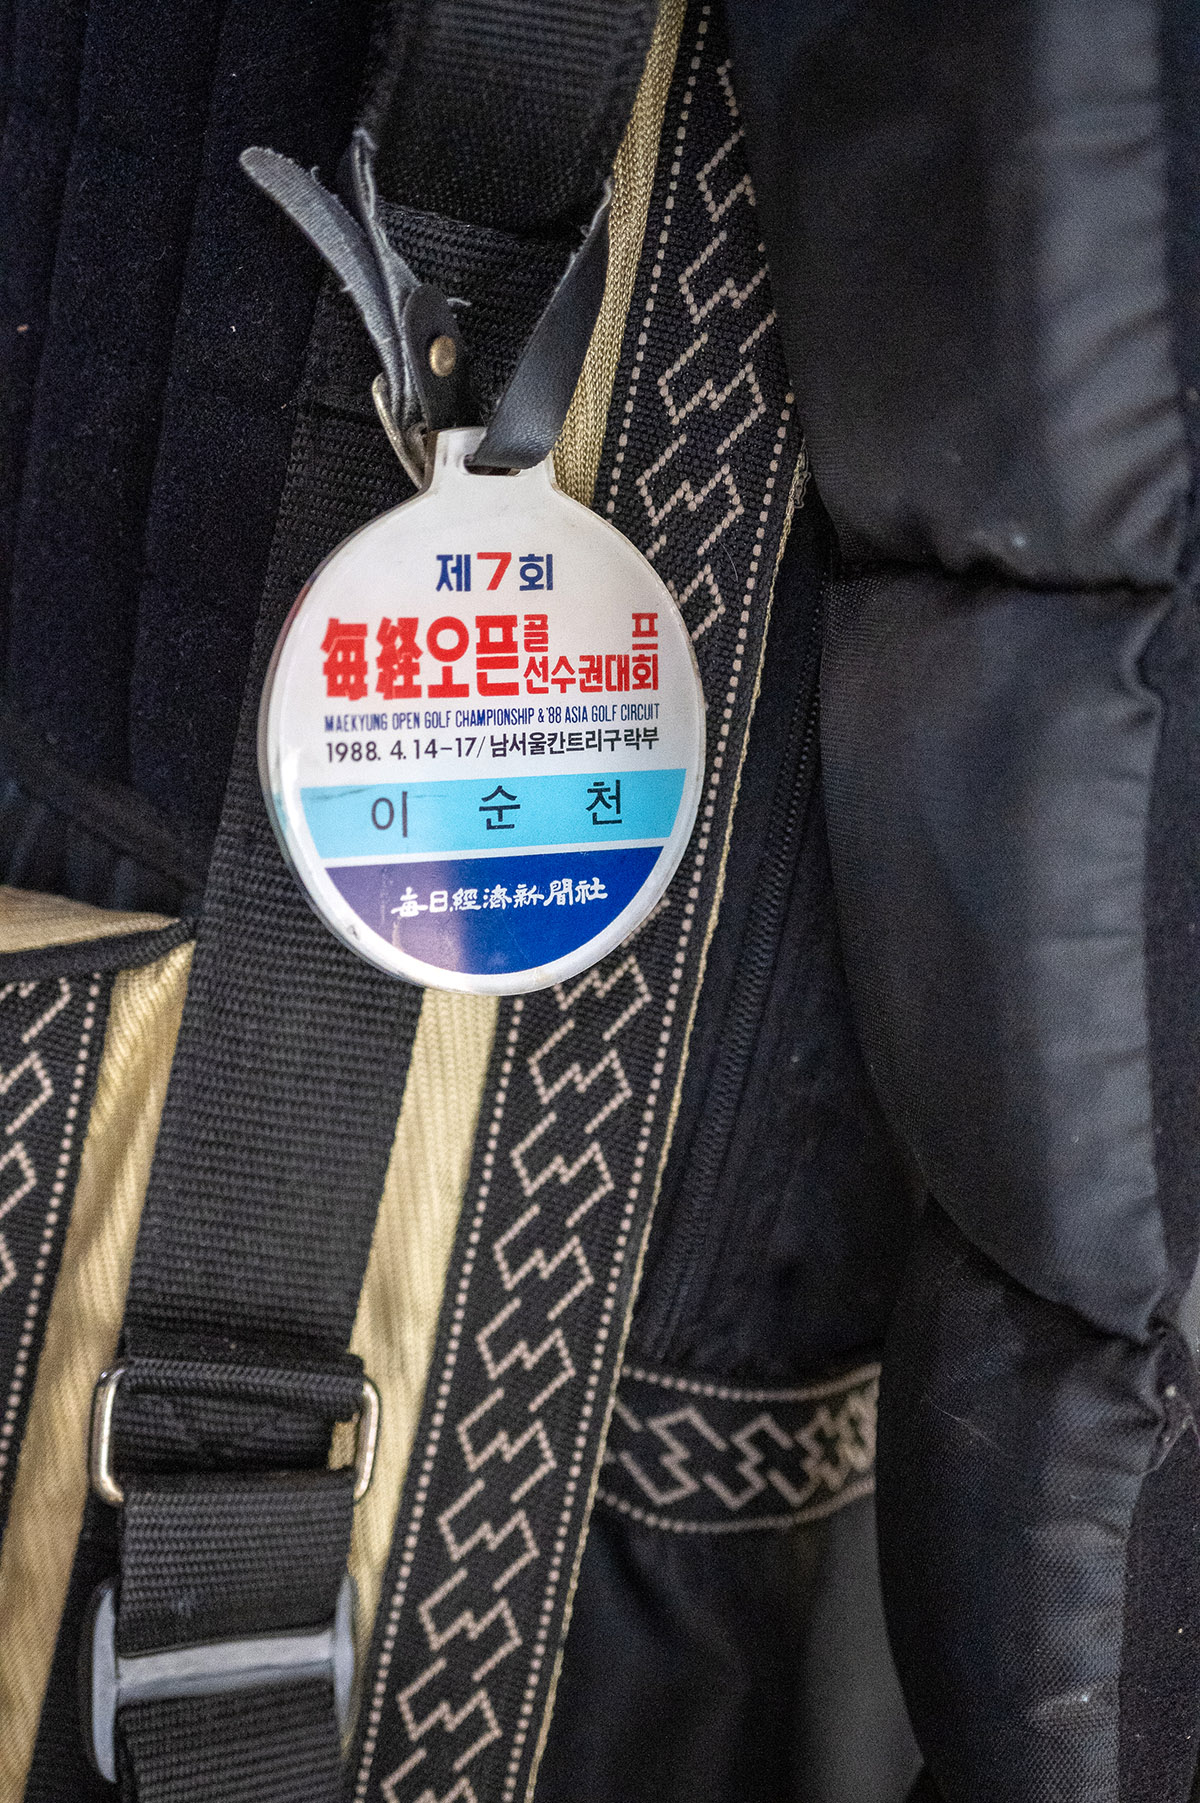 제7회
每経오픈골프
선수권대회
MAEKYUNG OPEN GOLF CHAMPIONSHIP & '88 ASIA GOLF CIRCUIT
1988. 4. 14-17/남서울칸트리구락부
이 순 천
每日經済新聞社